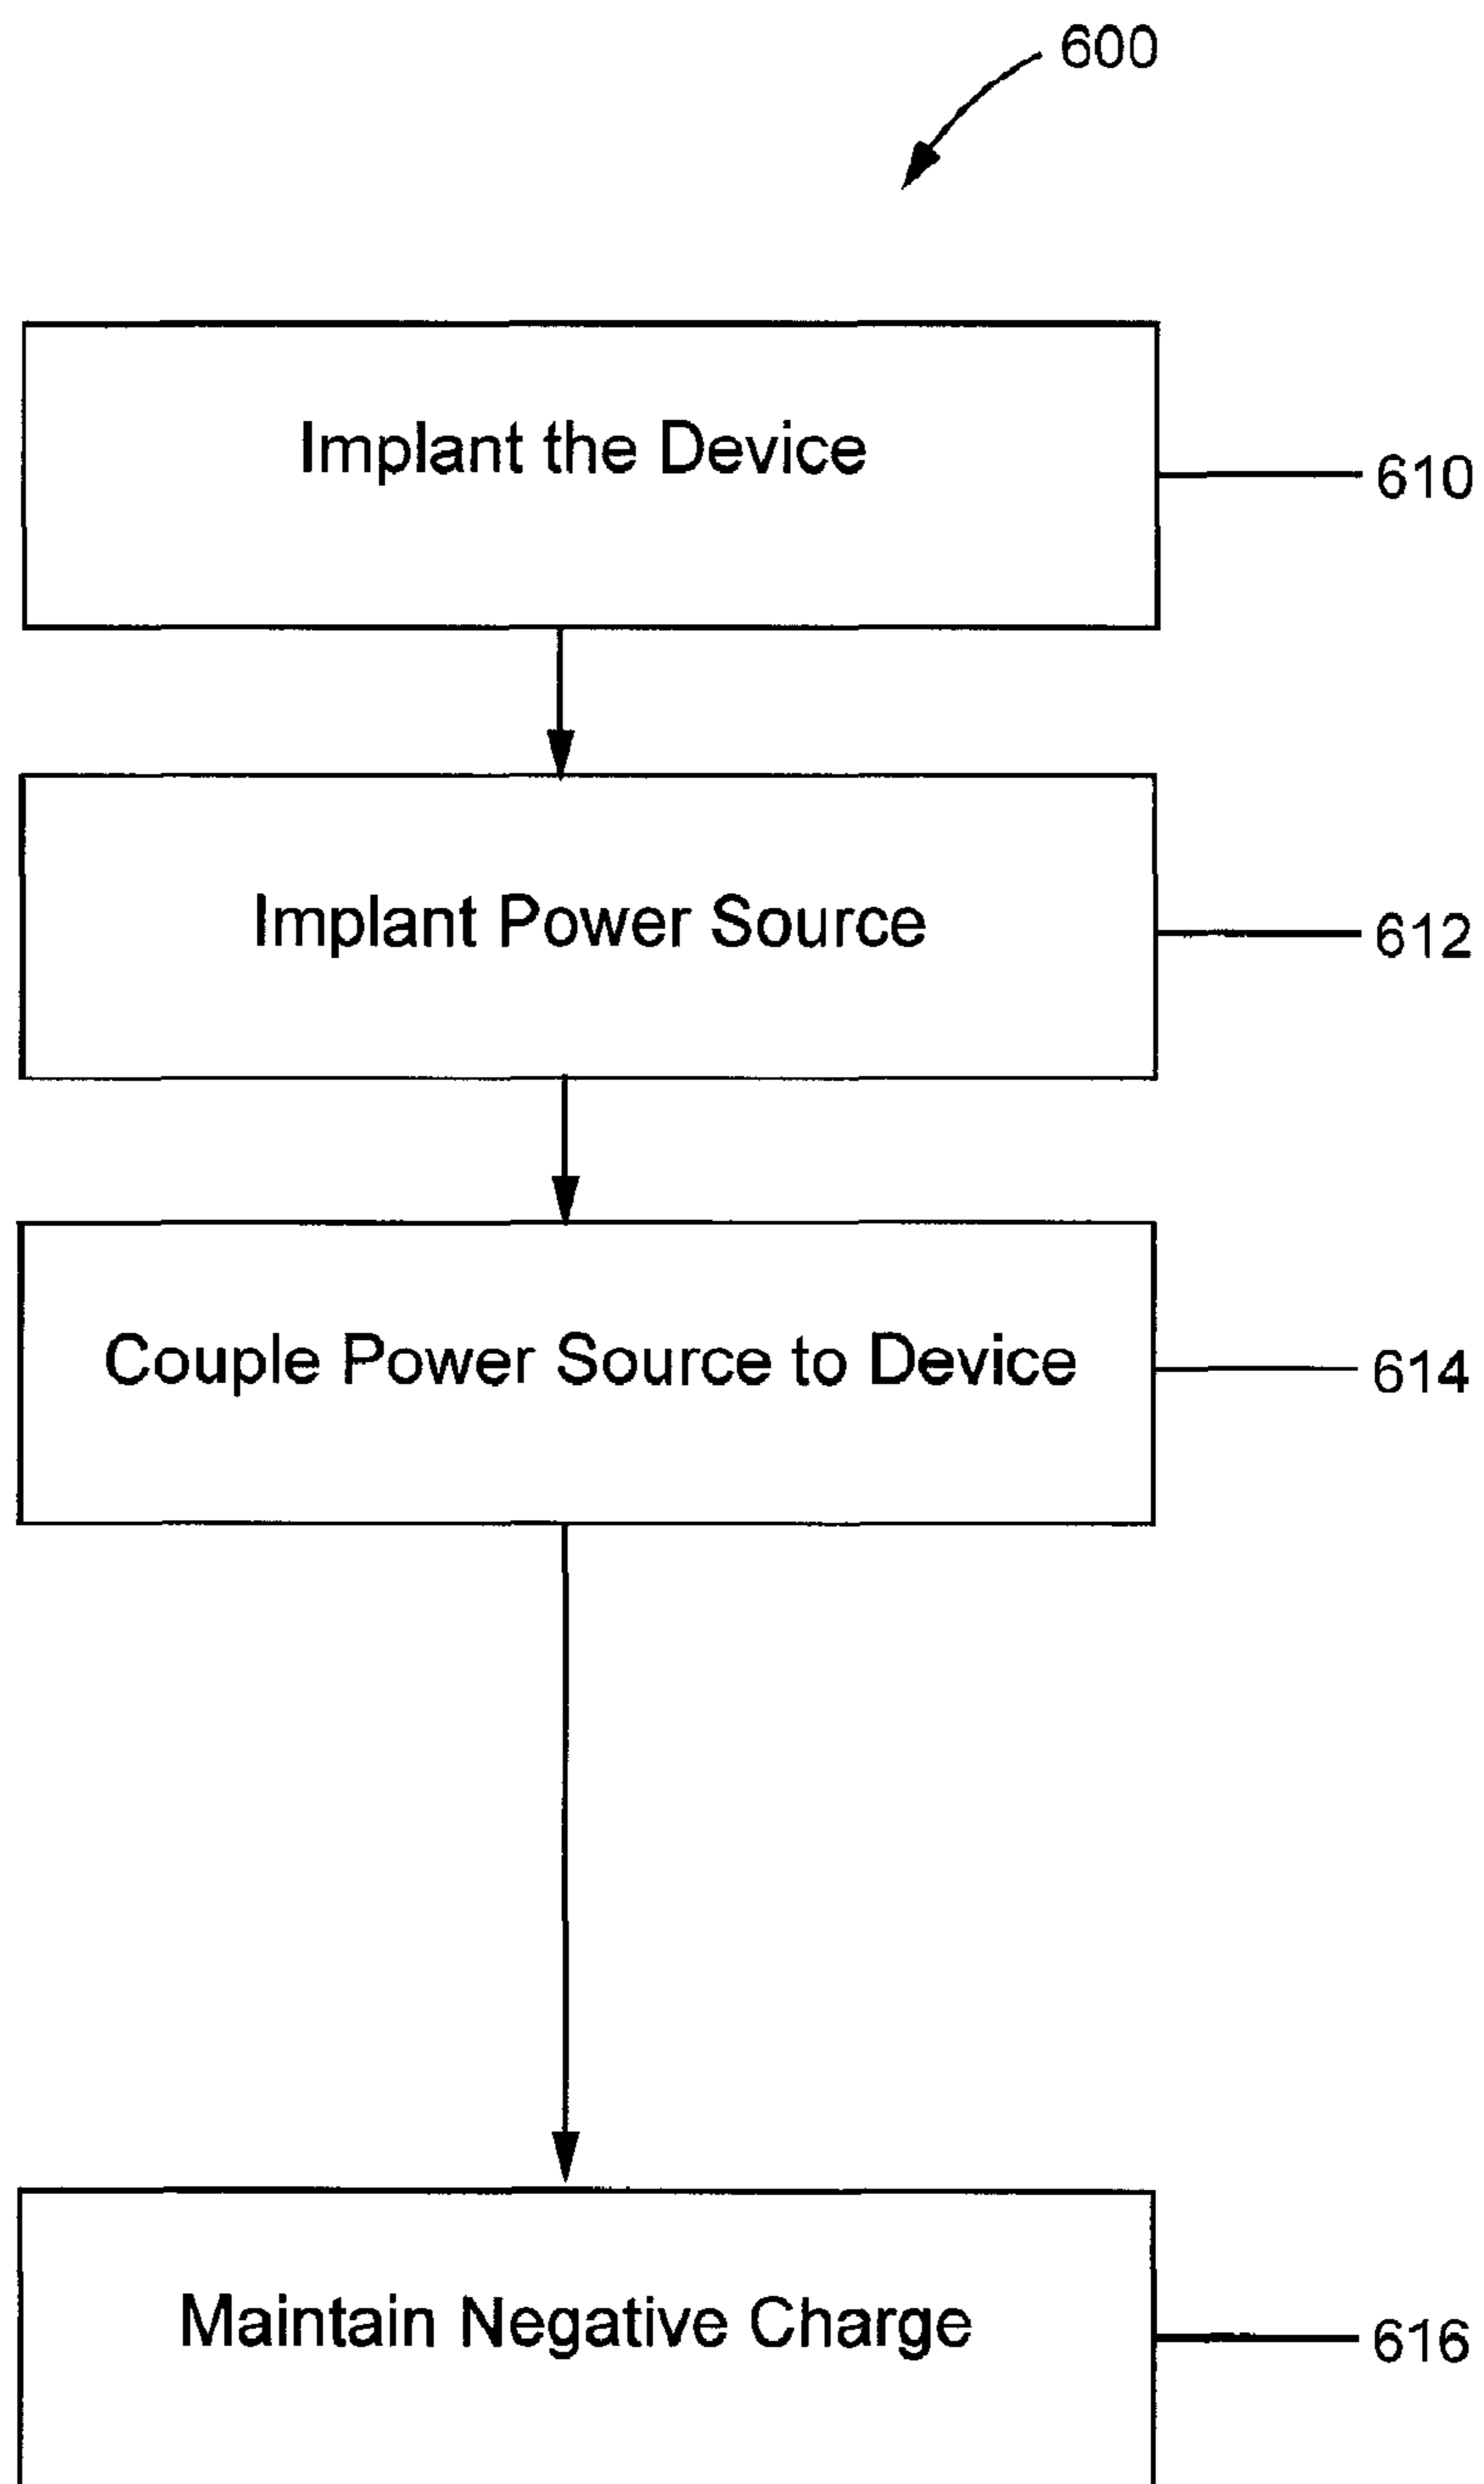 600
Implant the Device
610
Implant Power Source
612
Couple Power Source to Device
614
Maintain Negative Charge
616